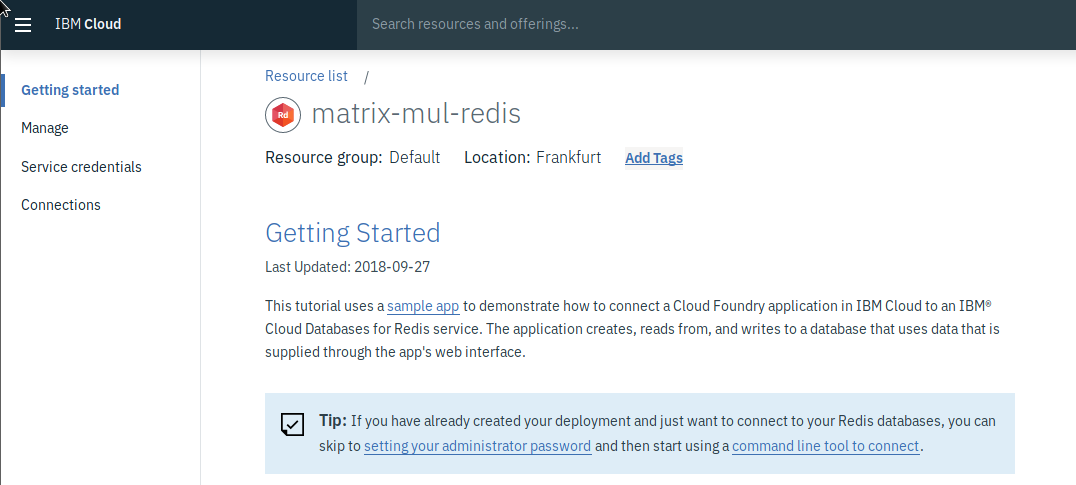 IBM Cloud
Search resources and offerings...
Getting started
Manage
Service credentials
Connections
Resource list /
Rd
matrix-mul-redis
Resource group: Default Location: Frankfurt Add Tags
Getting Started
Last Updated: 2018-09-27
This tutorial uses a sample app to demonstrate how to connect a Cloud Foundry application in IBM Cloud to an IBM®
Cloud Databases for Redis service. The application creates, reads from, and writes to a database that uses data that is
supplied through the app's web interface.
Tip: If you have already created your deployment and just want to connect to your Redis databases, you can
skip to setting your administrator password and then start using a command line tool to connect.